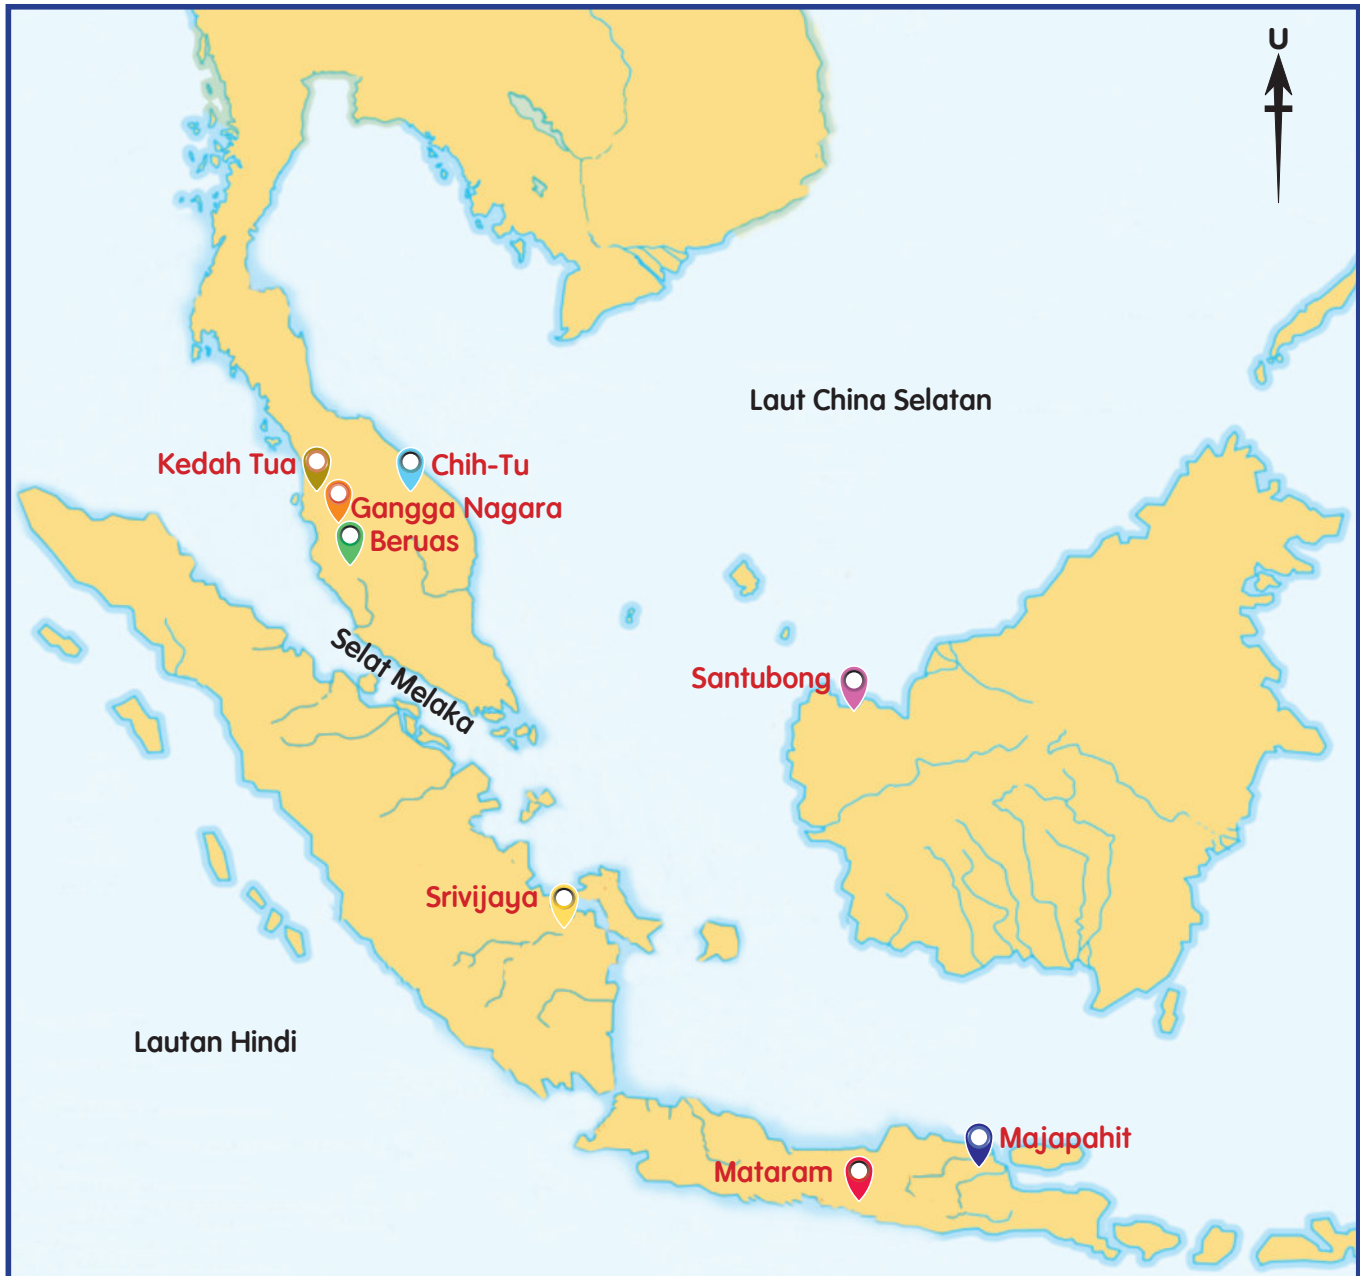 U
Laut China Selatan
Kedah Tua
Chih-Tu
Gangga Nagara
Beruas
Selat Melaka
Santubong
Srivijaya
Lautan Hindi
Majapahit
Mataram